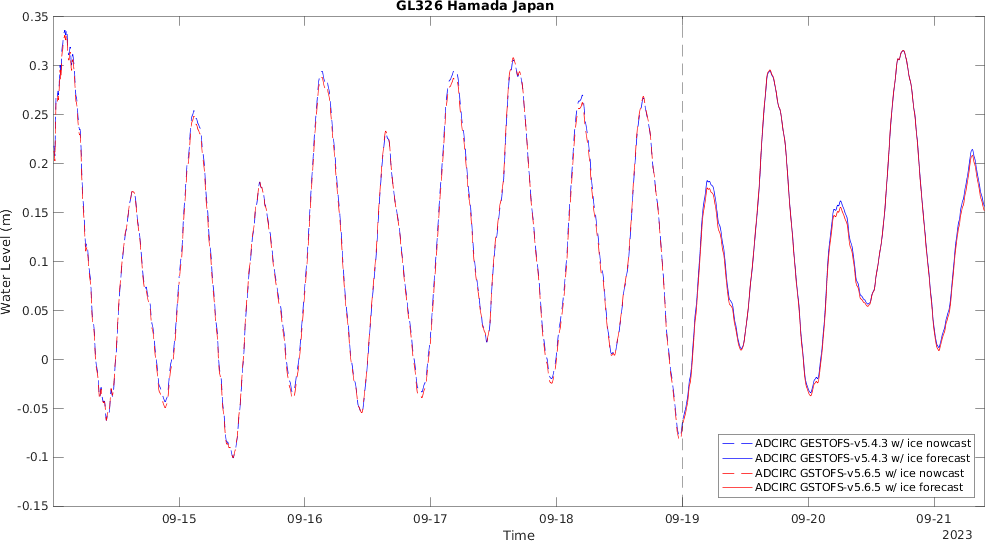 GL326 Hamada Japan
0.35
0.3
0.25
0.2
0.15
0.1
0.05
0
-0.05
-0.1
-0.15
Water Level (m)
ADCIRC GESTOFS-v5.4.3 w/ ice nowcast
ADCIRC GESTOFS-v5.4.3 w/ ice forecast
ADCIRC GSTOFS-v5.6.5 w/ ice nowcast
ADCIRC GSTOFS-v5.6.5 w/ ice forecast
09-15 09-16 09-17 09-18 09-19 09-20 09-21
Time 2023